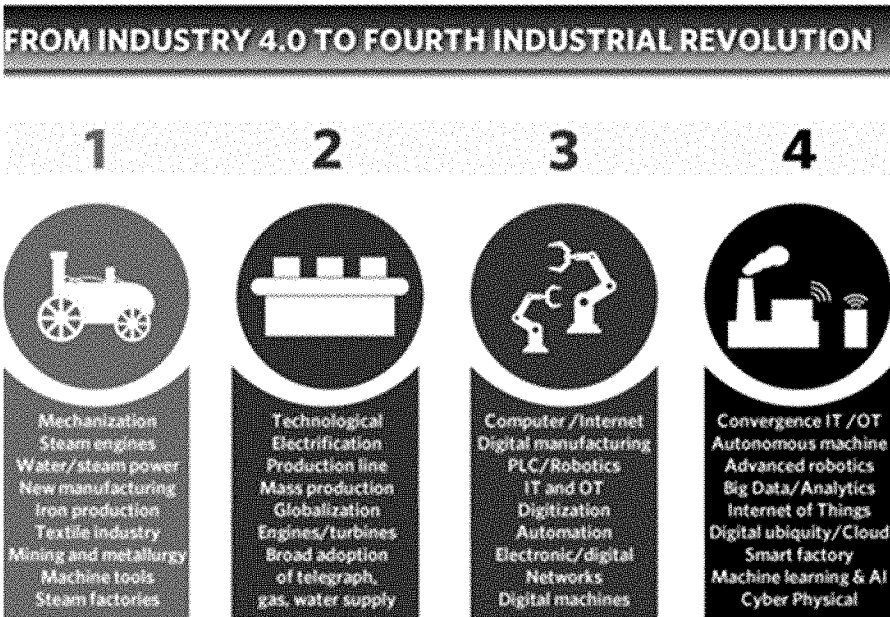 FROM INDUSTRY 4.0 TO FOURTH INDUSTRIAL REVOLUTION
1
2
3
4
Mechanization
Steam engines
Water/steam power
New manufacturing
Iron production
Textile industry
Mining and metallurgy
Machine tools
Steam factories
Technological
Electrification
Production line
Mass production
Globalization
Engines/turbines
Broad adoption
of telegraph,
gas, water supply
Computer/Internet
Digital manufacturing
PLC/Robotics
IT and OT
Digitization
Automation
Electronic/digital
Networks
Digital machines
Convergence IT/OT
Autonomous machine
Advanced robotics
Big Data/Analytics
Internet of Things
Digital ubiquity/Cloud
Smart factory
Machine learning & AI
Cyber Physical